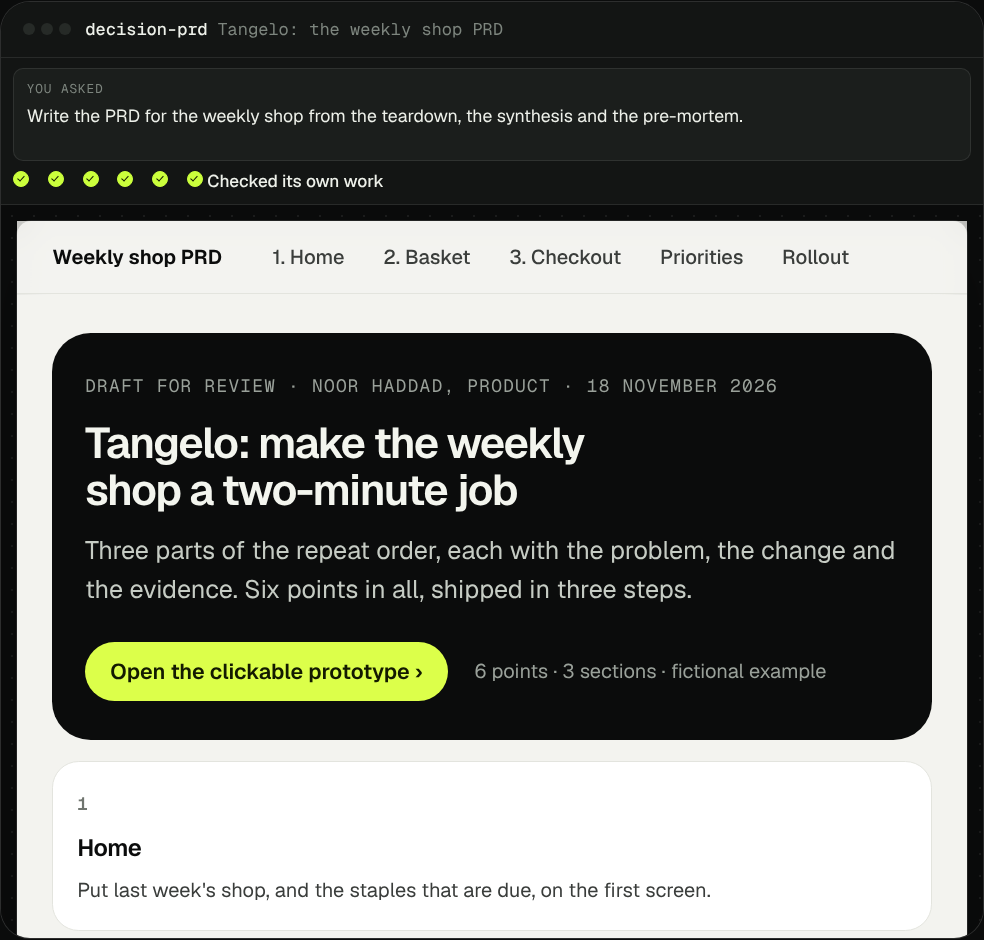 decision-prd Tangelo: the weekly shop PRD
YOU ASKED
Write the PRD for the weekly shop from the teardown, the synthesis and the pre-mortem.
Checked its own work
Weekly shop PRD 1. Home 2. Basket 3. Checkout Priorities Rollout
DRAFT FOR REVIEW · NOOR HADDAD, PRODUCT · 18 NOVEMBER 2026
Tangelo: make the weekly
shop a two-minute job
Three parts of the repeat order, each with the problem, the change and
the evidence. Six points in all, shipped in three steps.
Open the clickable prototype ›
6 points · 3 sections · fictional example
1
Home
Put last week's shop, and the staples that are due, on the first screen.